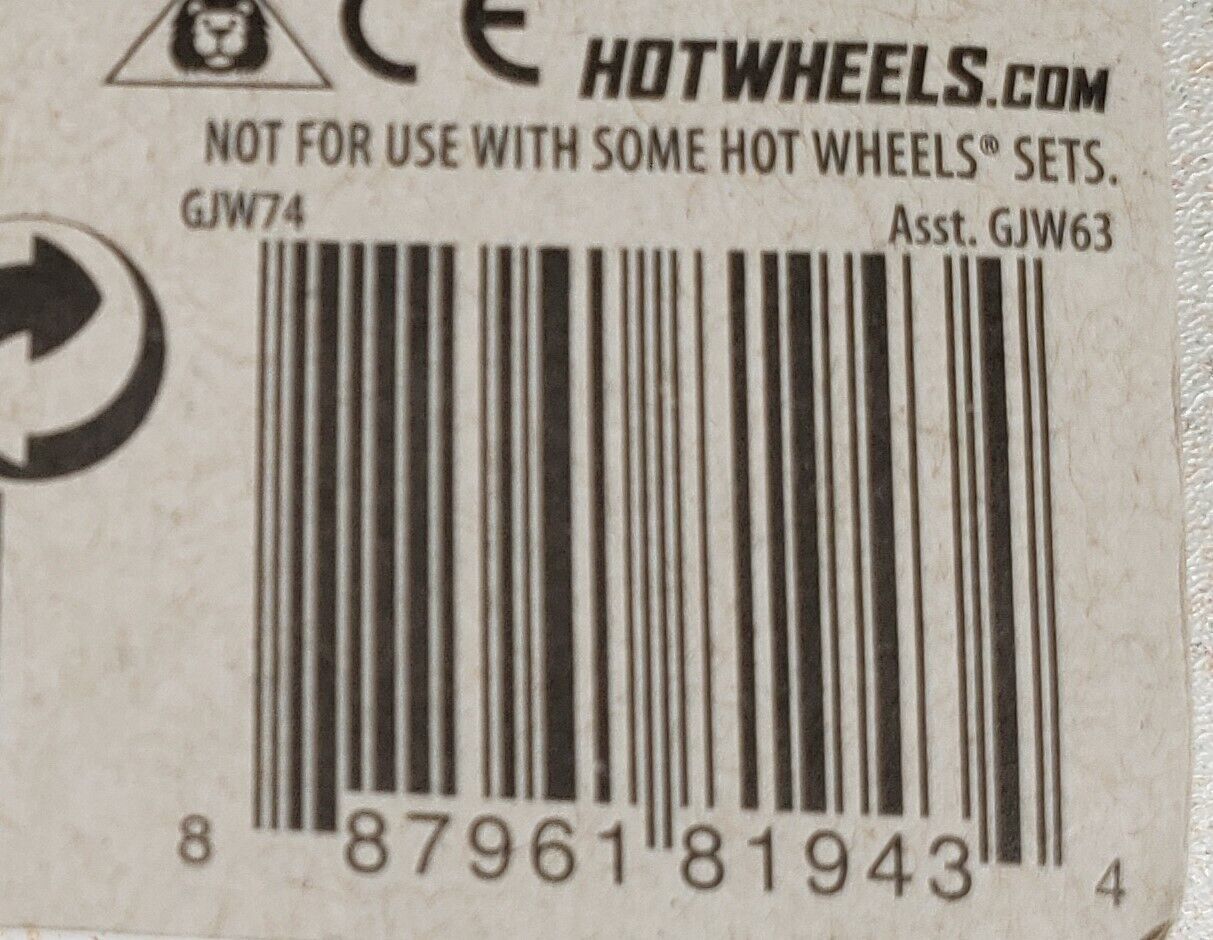 CE
HOTWHEELS.COM
NOT FOR USE WITH SOME HOT WHEELS® SETS.
GJW74 Asst. GJW63
8 87961 81943 4